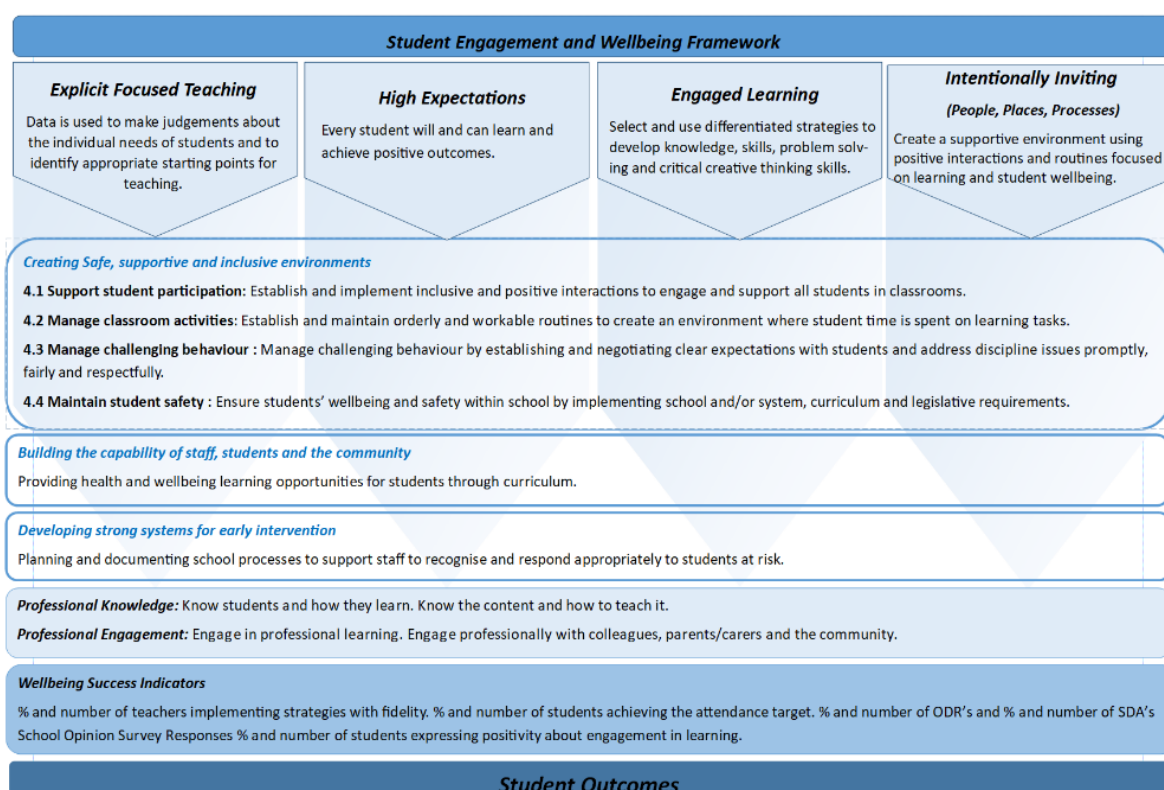 Student Engagement and Wellbeing Framework
Explicit Focused Teaching
Data is used to make judgements about
the individual needs of students and to
identify appropriate starting points for
teaching.
High Expectations
Every student will and can learn and
achieve positive outcomes.
Engaged Learning
Select and use differentiated strategies to
develop knowledge, skills, problem solv-
ing and critical creative thinking skills.
Intentionally Inviting
(People, Places, Processes)
Create a supportive environment using
positive interactions and routines focused
on learning and student wellbeing.
Creating Safe, supportive and inclusive environments
4.1 Support student participation: Establish and implement inclusive and positive interactions to engage and support all students in classrooms.
4.2 Manage classroom activities: Establish and maintain orderly and workable routines to create an environment where student time is spent on learning tasks.
4.3 Manage challenging behaviour : Manage challenging behaviour by establishing and negotiating clear expectations with students and address discipline issues promptly,
fairly and respectfully.
4.4 Maintain student safety : Ensure students' wellbeing and safety within school by implementing school and/or system, curriculum and legislative requirements.
Building the capability of staff, students and the community
Providing health and wellbeing learning opportunities for students through curriculum.
Developing strong systems for early intervention
Planning and documenting school processes to support staff to recognise and respond appropriately to students at risk.
Professional Knowledge: Know students and how they learn. Know the content and how to teach it.
Professional Engagement: Engage in professional learning. Engage professionally with colleagues, parents/carers and the community.
Wellbeing Success Indicators
% and number of teachers implementing strategies with fidelity. % and number of students achieving the attendance target. % and number of ODR's and % and number of SDA's
School Opinion Survey Responses % and number of students expressing positivity about engagement in learning.
Student Outcomes